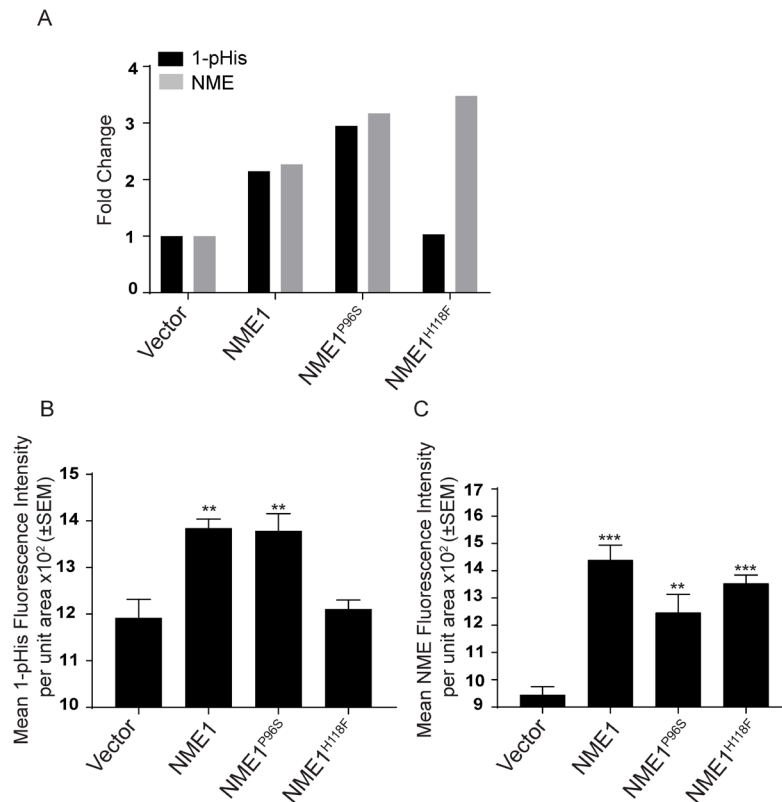 A
1-pHis
NME
4
3
2
1
0
Fold Change
Vector
NME1
NME1ᴾ⁹⁶ˢ
NME1ᴴ¹¹⁸ᶠ
B
Mean 1-pHis Fluorescence Intensity
per unit area x10² (±SEM)
15
14
13
12
11
10
**
**
Vector
NME1
NME1ᴾ⁹⁶ˢ
NME1ᴴ¹¹⁸ᶠ
C
Mean NME Fluorescence Intensity
per unit area x10² (±SEM)
17
16
15
14
13
12
11
10
9
***
**
***
Vector
NME1
NME1ᴾ⁹⁶ˢ
NME1ᴴ¹¹⁸ᶠ